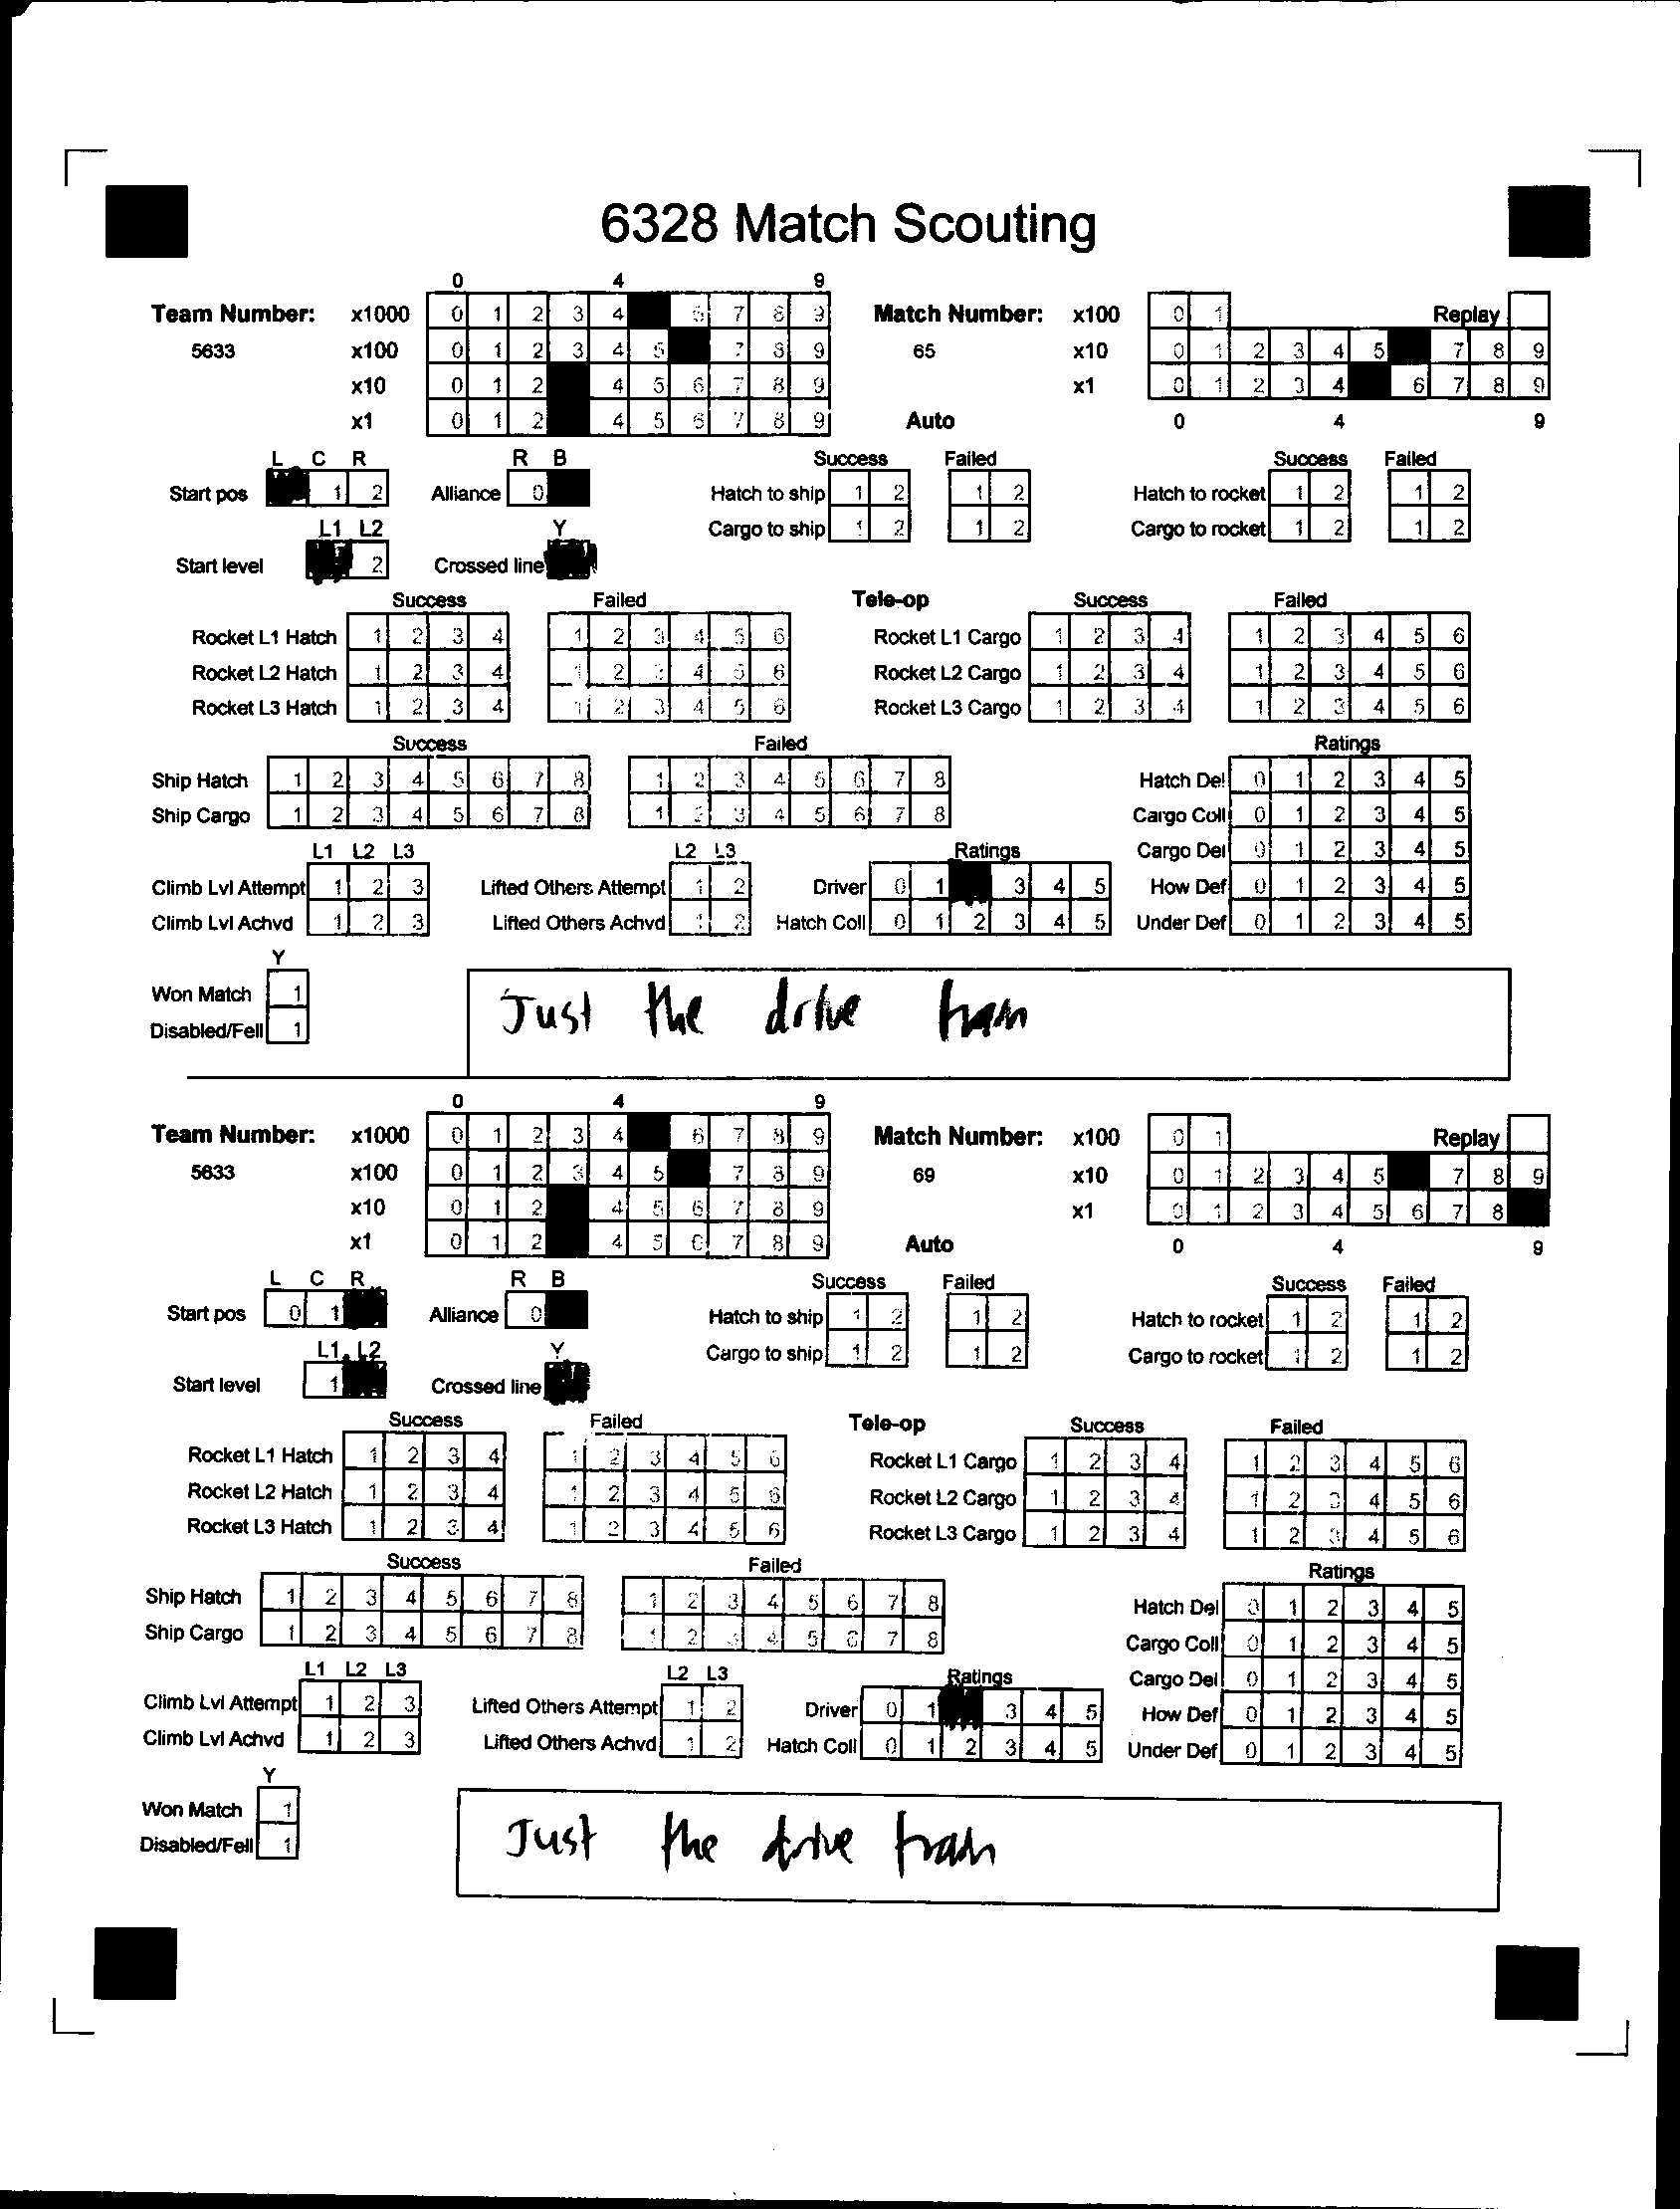 6328 Match Scouting
0 4 9
Team Number: x1000 0 1 2 3 4 6 7 8 9 Match Number: x100 0 1 Replay
5633 x100 0 1 2 3 4 5 7 8 9 65 x10 0 1 2 3 4 5 7 8 9
x10 0 1 2 4 5 6 7 8 9 x1 0 1 2 3 4 6 7 8 9
x1 0 1 2 4 5 6 7 8 9 Auto 0 4 9
L C R R B Success Failed Success Failed
Start pos 1 2 Alliance 0 Hatch to ship 1 2 1 2 Hatch to rocket 1 2 1 2
L1 L2 Y Cargo to ship 1 2 1 2 Cargo to rocket 1 2 1 2
Start level 2 Crossed line
Success Failed Tele-op Success Failed
Rocket L1 Hatch 1 2 3 4 1 2 3 4 5 6 Rocket L1 Cargo 1 2 3 4 1 2 3 4 5 6
Rocket L2 Hatch 1 2 3 4 1 2 3 4 5 6 Rocket L2 Cargo 1 2 3 4 1 2 3 4 5 6
Rocket L3 Hatch 1 2 3 4 1 2 3 4 5 6 Rocket L3 Cargo 1 2 3 4 1 2 3 4 5 6
Success Failed Ratings
Ship Hatch 1 2 3 4 5 6 7 8 1 2 3 4 5 6 7 8 Hatch Del 0 1 2 3 4 5
Ship Cargo 1 2 3 4 5 6 7 8 1 2 3 4 5 6 7 8 Cargo Coll 0 1 2 3 4 5
L1 L2 L3 L2 L3 Ratings Cargo Del 0 1 2 3 4 5
Climb Lvl Attempt 1 2 3 Lifted Others Attempt 1 2 Driver 0 1 3 4 5 How Def 0 1 2 3 4 5
Climb Lvl Achvd 1 2 3 Lifted Others Achvd 1 2 Hatch Coll 0 1 2 3 4 5 Under Def 0 1 2 3 4 5
Y
Won Match 1
Disabled/Fell 1
Just the drive train
0 4 9
Team Number: x1000 0 1 2 3 4 6 7 8 9 Match Number: x100 0 1 Replay
5633 x100 0 1 2 3 4 5 7 8 9 69 x10 0 1 2 3 4 5 7 8 9
x10 0 1 2 4 5 6 7 8 9 x1 0 1 2 3 4 5 6 7 8
x1 0 1 2 4 5 6 7 8 9 Auto 0 4 9
L C R R B Success Failed Success Failed
Start pos 0 1 Alliance 0 Hatch to ship 1 2 1 2 Hatch to rocket 1 2 1 2
L1 L2 Y Cargo to ship 1 2 1 2 Cargo to rocket 1 2 1 2
Start level 1 Crossed line
Success Failed Tele-op Success Failed
Rocket L1 Hatch 1 2 3 4 1 2 3 4 5 6 Rocket L1 Cargo 1 2 3 4 1 2 3 4 5 6
Rocket L2 Hatch 1 2 3 4 1 2 3 4 5 6 Rocket L2 Cargo 1 2 3 4 1 2 3 4 5 6
Rocket L3 Hatch 1 2 3 4 1 2 3 4 5 6 Rocket L3 Cargo 1 2 3 4 1 2 3 4 5 6
Success Failed Ratings
Ship Hatch 1 2 3 4 5 6 7 8 1 2 3 4 5 6 7 8 Hatch Del 0 1 2 3 4 5
Ship Cargo 1 2 3 4 5 6 7 8 1 2 3 4 5 6 7 8 Cargo Coll 0 1 2 3 4 5
L1 L2 L3 L2 L3 Ratings Cargo Del 0 1 2 3 4 5
Climb Lvl Attempt 1 2 3 Lifted Others Attempt 1 2 Driver 0 1 3 4 5 How Def 0 1 2 3 4 5
Climb Lvl Achvd 1 2 3 Lifted Others Achvd 1 2 Hatch Coll 0 1 2 3 4 5 Under Def 0 1 2 3 4 5
Y
Won Match 1
Disabled/Fell 1
Just the drive train